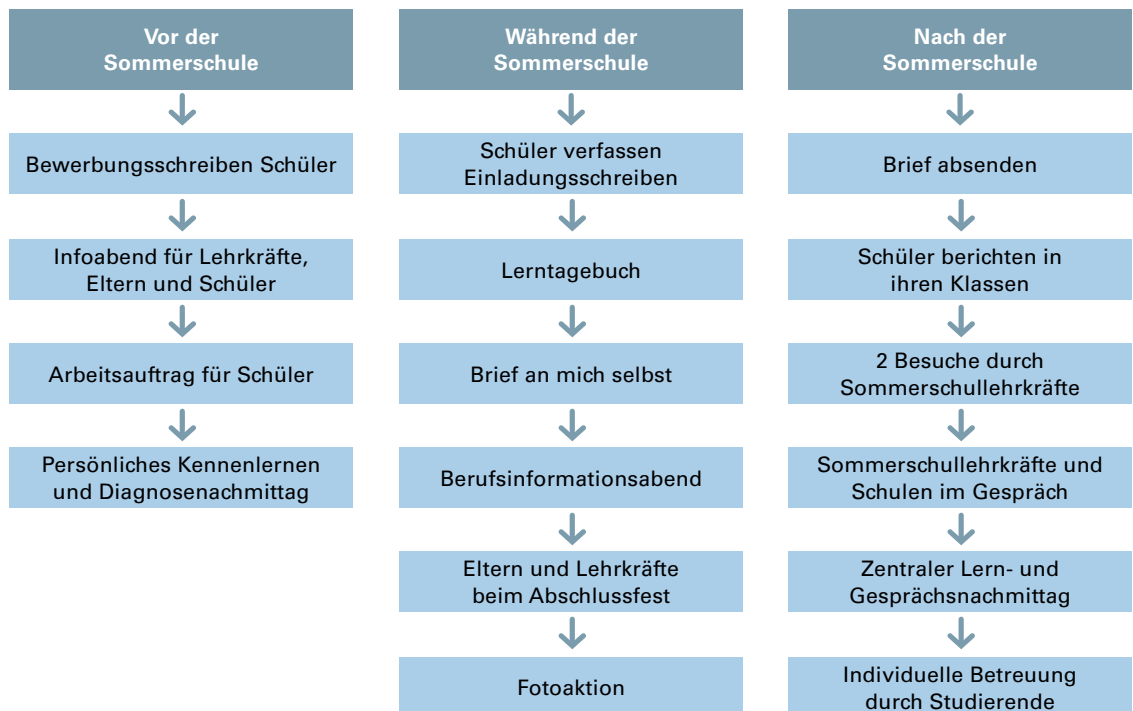 Vor der
Sommerschule
Bewerbungsschreiben Schüler
Infoabend für Lehrkräfte,
Eltern und Schüler
Arbeitsauftrag für Schüler
Persönliches Kennenlernen
und Diagnosenachmittag
Während der
Sommerschule
Schüler verfassen
Einladungsschreiben
Lerntagebuch
Brief an mich selbst
Berufsinformationsabend
Eltern und Lehrkräfte
beim Abschlussfest
Fotoaktion
Nach der
Sommerschule
Brief absenden
Schüler berichten in
ihren Klassen
2 Besuche durch
Sommerschullehrkräfte
Sommerschullehrkräfte und
Schulen im Gespräch
Zentraler Lern- und
Gesprächsnachmittag
Individuelle Betreuung
durch Studierende